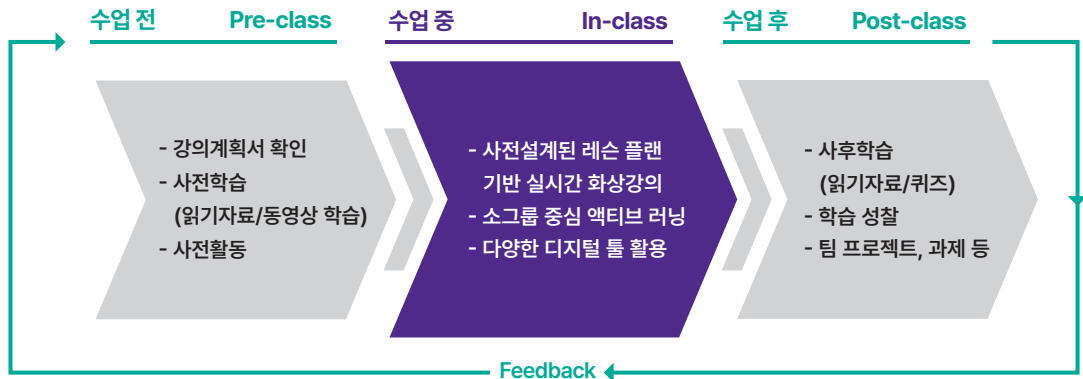 수업 전 Pre-class
수업 중 In-class
수업 후 Post-class
- 강의계획서 확인
- 사전학습
(읽기자료/동영상 학습)
- 사전활동
- 사전설계된 레슨 플랜
기반 실시간 화상강의
- 소그룹 중심 액티브 러닝
- 다양한 디지털 툴 활용
- 사후학습
(읽기자료/퀴즈)
- 학습 성찰
- 팀 프로젝트, 과제 등
Feedback